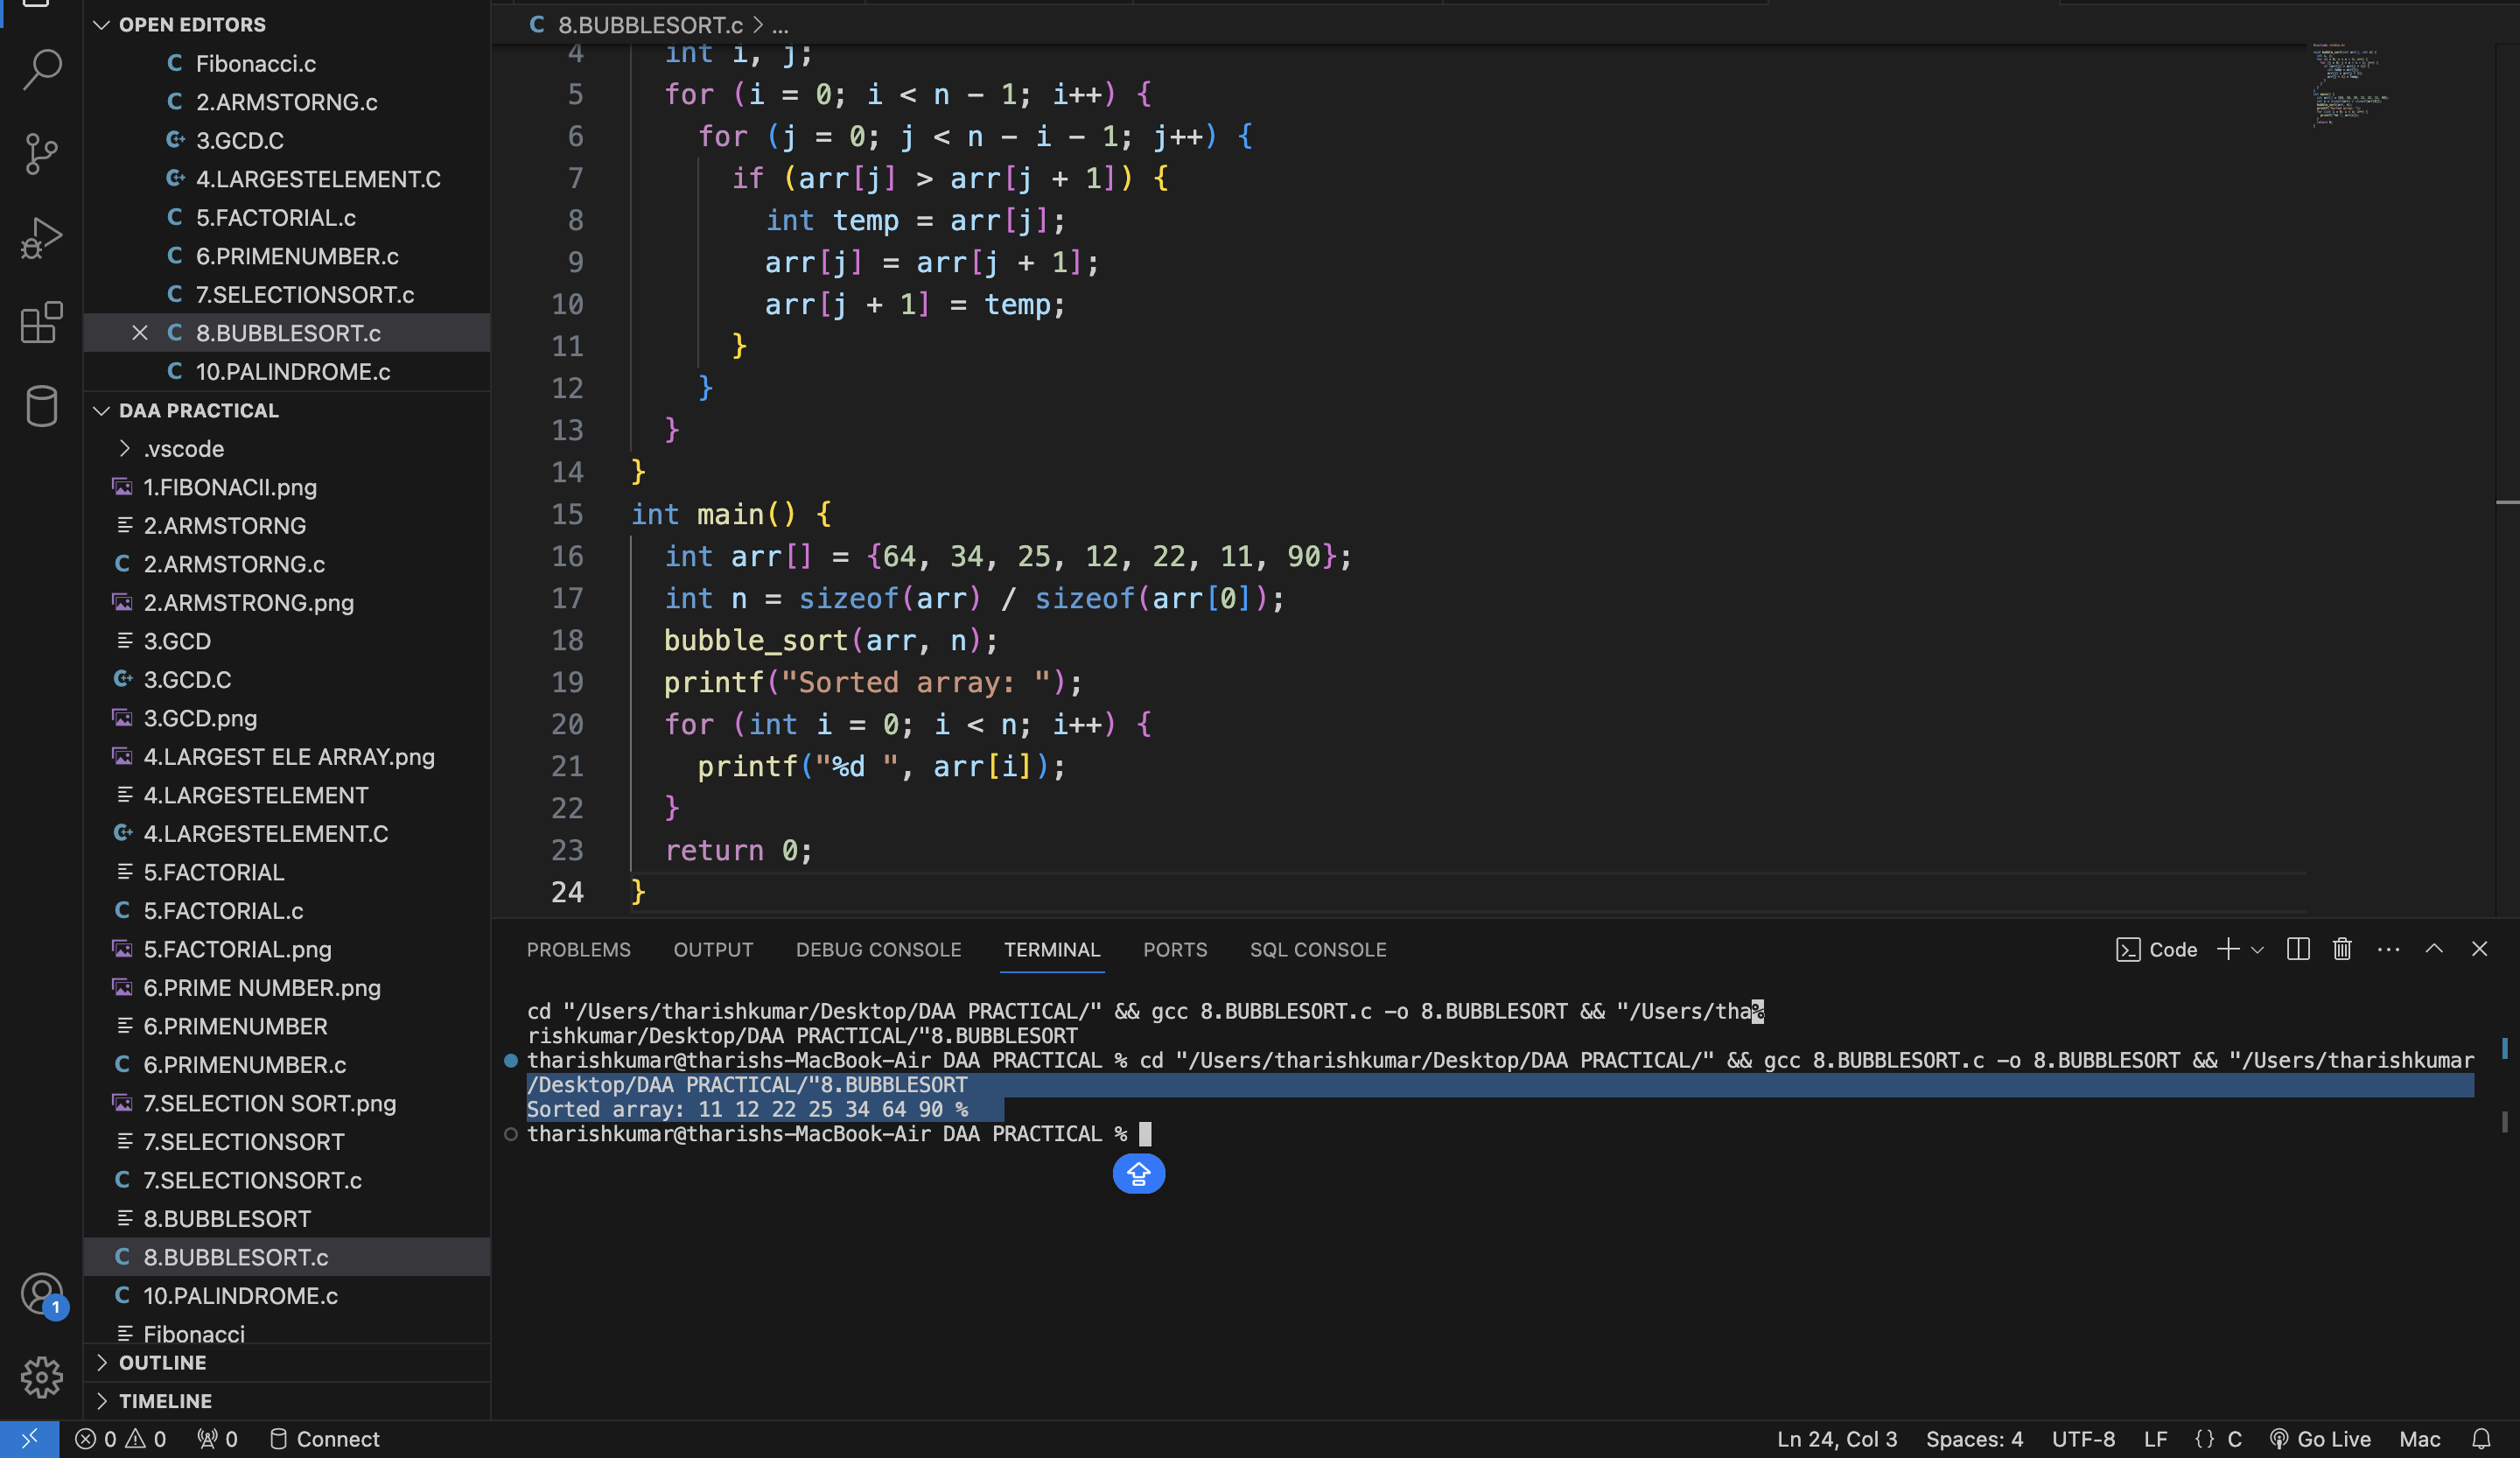 OPEN EDITORS
Fibonacci.c
2.ARMSTORNG.c
3.GCD.C
4.LARGESTELEMENT.C
5.FACTORIAL.c
6.PRIMENUMBER.c
7.SELECTIONSORT.c
8.BUBBLESORT.c
10.PALINDROME.c
DAA PRACTICAL
.vscode
1.FIBONACII.png
2.ARMSTORNG
2.ARMSTORNG.c
2.ARMSTRONG.png
3.GCD
3.GCD.C
3.GCD.png
4.LARGEST ELE ARRAY.png
4.LARGESTELEMENT
4.LARGESTELEMENT.C
5.FACTORIAL
5.FACTORIAL.c
5.FACTORIAL.png
6.PRIME NUMBER.png
6.PRIMENUMBER
6.PRIMENUMBER.c
7.SELECTION SORT.png
7.SELECTIONSORT
7.SELECTIONSORT.c
8.BUBBLESORT
8.BUBBLESORT.c
10.PALINDROME.c
Fibonacci
OUTLINE
TIMELINE
1
C 8.BUBBLESORT.c > ...
4 int i, j;
5 for (i = 0; i < n - 1; i++) {
6 for (j = 0; j < n - i - 1; j++) {
7 if (arr[j] > arr[j + 1]) {
8 int temp = arr[j];
9 arr[j] = arr[j + 1];
10 arr[j + 1] = temp;
11 }
12 }
13 }
14 }
15 int main() {
16 int arr[] = {64, 34, 25, 12, 22, 11, 90};
17 int n = sizeof(arr) / sizeof(arr[0]);
18 bubble_sort(arr, n);
19 printf("Sorted array: ");
20 for (int i = 0; i < n; i++) {
21 printf("%d ", arr[i]);
22 }
23 return 0;
24 }
PROBLEMS OUTPUT DEBUG CONSOLE TERMINAL PORTS SQL CONSOLE Code
cd "/Users/tharishkumar/Desktop/DAA PRACTICAL/" && gcc 8.BUBBLESORT.c -o 8.BUBBLESORT && "/Users/tha%
rishkumar/Desktop/DAA PRACTICAL/"8.BUBBLESORT
tharishkumar@tharishs-MacBook-Air DAA PRACTICAL % cd "/Users/tharishkumar/Desktop/DAA PRACTICAL/" && gcc 8.BUBBLESORT.c -o 8.BUBBLESORT && "/Users/tharishkumar
/Desktop/DAA PRACTICAL/"8.BUBBLESORT
Sorted array: 11 12 22 25 34 64 90 %
tharishkumar@tharishs-MacBook-Air DAA PRACTICAL %
0 0 0 Connect Ln 24, Col 3 Spaces: 4 UTF-8 LF {} C Go Live Mac